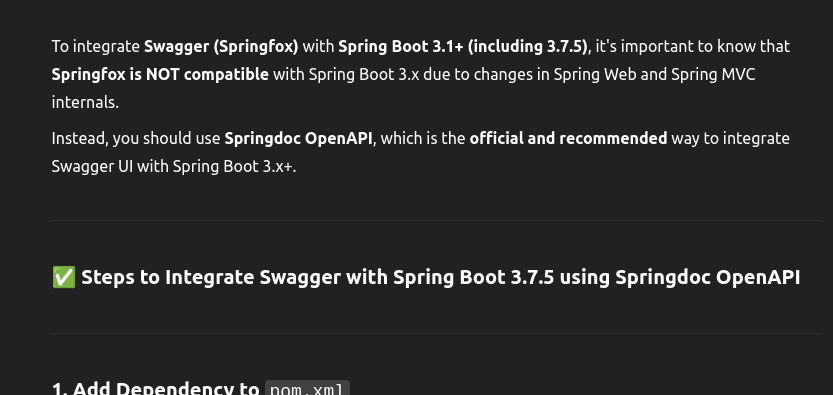 To integrate Swagger (Springfox) with Spring Boot 3.1+ (including 3.7.5), it's important to know that
Springfox is NOT compatible with Spring Boot 3.x due to changes in Spring Web and Spring MVC
internals.
Instead, you should use Springdoc OpenAPI, which is the official and recommended way to integrate
Swagger UI with Spring Boot 3.x+.
✅ Steps to Integrate Swagger with Spring Boot 3.7.5 using Springdoc OpenAPI
1. Add Dependency to pom.xml